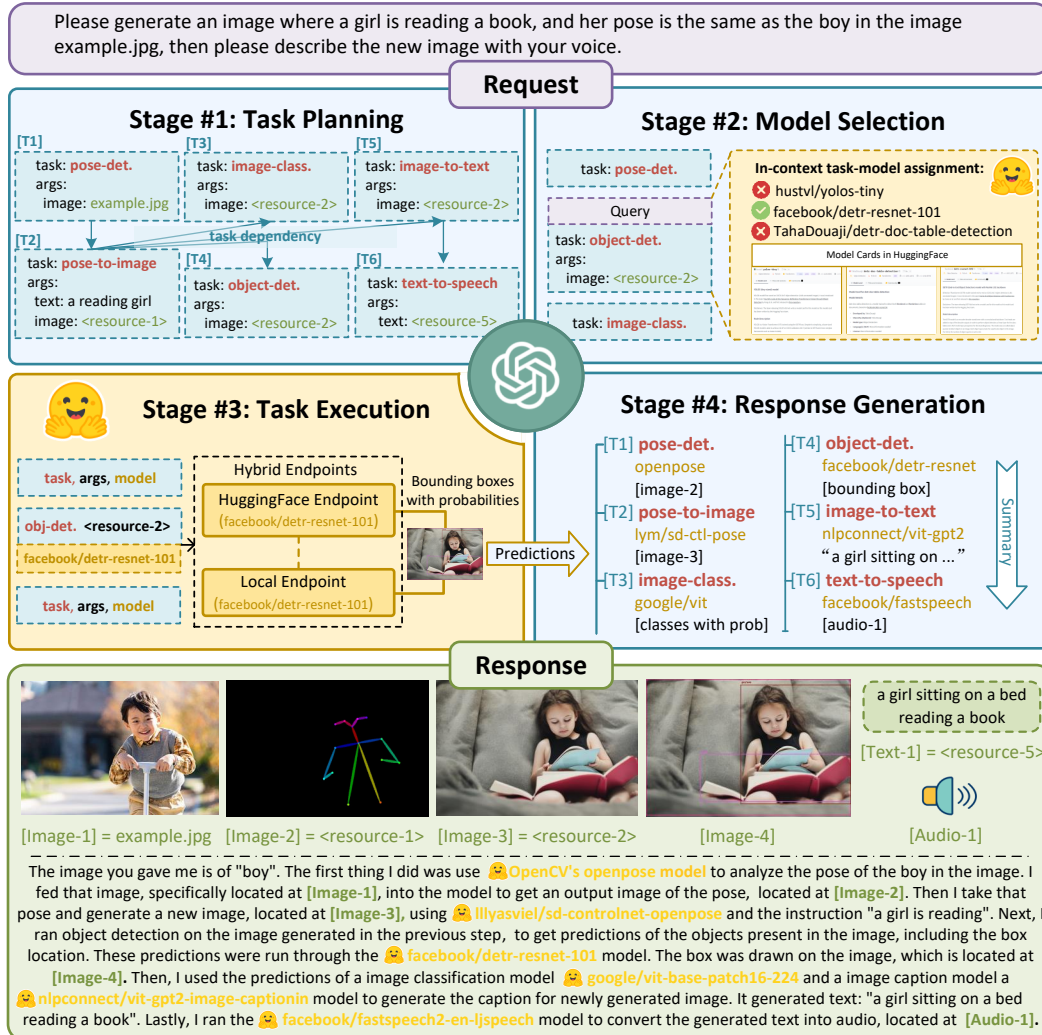 Please generate an image where a girl is reading a book, and her pose is the same as the boy in the image
example.jpg, then please describe the new image with your voice.
Request
Stage #1: Task Planning
[T1]
task: pose-det.
args:
image: example.jpg
[T3]
task: image-class.
args:
image: <resource-2>
[T5]
task: image-to-text
args:
image: <resource-2>
task dependency
[T2]
task: pose-to-image
args:
text: a reading girl
image: <resource-1>
[T4]
task: object-det.
args:
image: <resource-2>
[T6]
task: text-to-speech
args:
text: <resource-5>
Stage #2: Model Selection
task: pose-det.
Query
task: object-det.
args:
image: <resource-2>
task: image-class.
In-context task-model assignment:
hustvl/yolos-tiny
facebook/detr-resnet-101
TahaDouaji/detr-doc-table-detection
Model Cards in HuggingFace
Stage #3: Task Execution
task, args, model
obj-det. <resource-2>
facebook/detr-resnet-101
task, args, model
Hybrid Endpoints
HuggingFace Endpoint
(facebook/detr-resnet-101)
Local Endpoint
(facebook/detr-resnet-101)
Bounding boxes
with probabilities
Predictions
Stage #4: Response Generation
[T1] pose-det.
openpose
[image-2]
[T2] pose-to-image
lym/sd-ctl-pose
[image-3]
[T3] image-class.
google/vit
[classes with prob]
[T4] object-det.
facebook/detr-resnet
[bounding box]
[T5] image-to-text
nlpconnect/vit-gpt2
“a girl sitting on ...”
[T6] text-to-speech
facebook/fastspeech
[audio-1]
Summary
Response
a girl sitting on a bed
reading a book
[Text-1] = <resource-5>
[Image-1] = example.jpg
[Image-2] = <resource-1>
[Image-3] = <resource-2>
[Image-4]
[Audio-1]
The image you gave me is of "boy". The first thing I did was use OpenCV's openpose model to analyze the pose of the boy in the image. I
fed that image, specifically located at [Image-1], into the model to get an output image of the pose, located at [Image-2]. Then I take that
pose and generate a new image, located at [Image-3], using lllyasviel/sd-controlnet-openpose and the instruction "a girl is reading". Next, I
ran object detection on the image generated in the previous step, to get predictions of the objects present in the image, including the box
location. These predictions were run through the facebook/detr-resnet-101 model. The box was drawn on the image, which is located at
[Image-4]. Then, I used the predictions of a image classification model google/vit-base-patch16-224 and a image caption model a
nlpconnect/vit-gpt2-image-captionin model to generate the caption for newly generated image. It generated text: "a girl sitting on a bed
reading a book". Lastly, I ran the facebook/fastspeech2-en-ljspeech model to convert the generated text into audio, located at [Audio-1].